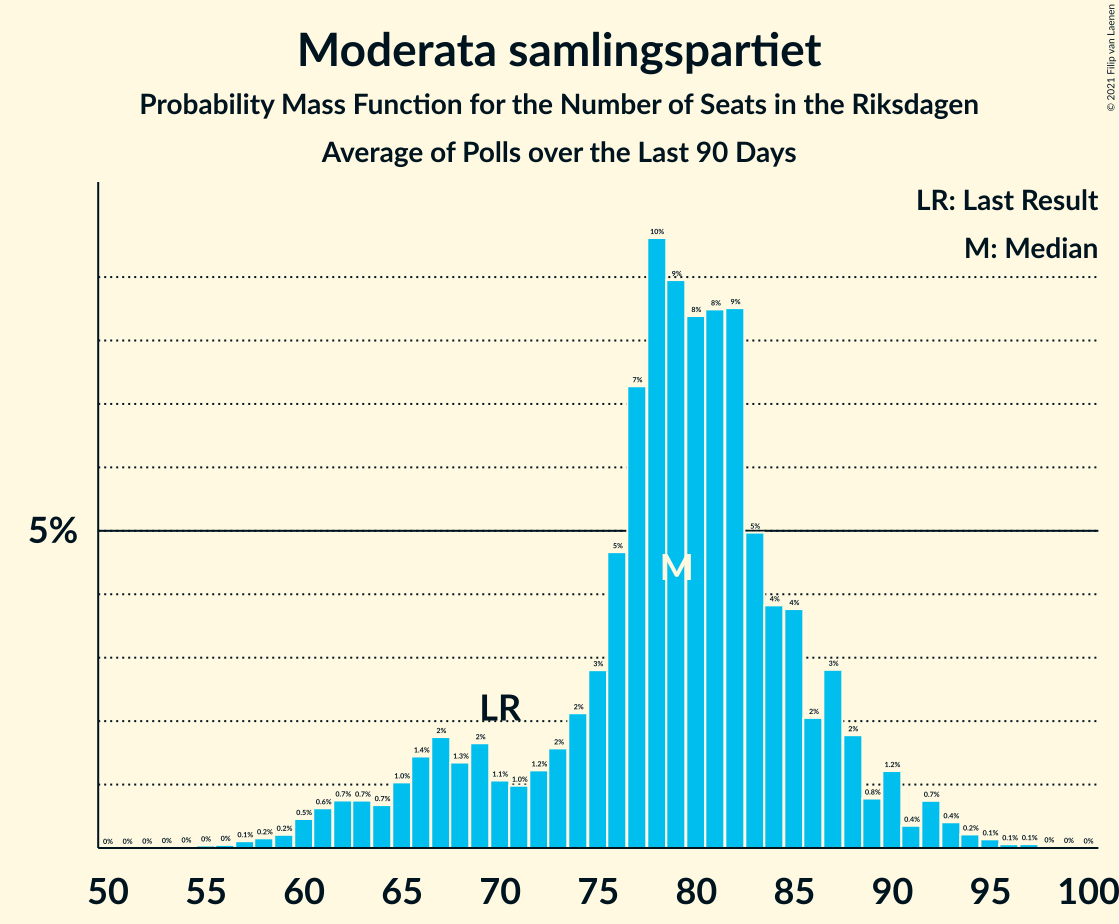 Moderata samlingspartiet
Probability Mass Function for the Number of Seats in the Riksdagen
Average of Polls over the Last 90 Days
© 2021 Filip van Laenen
LR: Last Result
M: Median
5%
0% 0% 0% 0% 0% 0% 0% 0.1% 0.2% 0.2% 0.5% 0.6% 0.7% 0.7% 0.7% 1.0% 1.4% 2% 1.3% 2% 1.1% 1.0% 1.2% 2% 2% 3% 5% 7% 10% 9% 8% 8% 9% 5% 4% 4% 2% 3% 2% 0.8% 1.2% 0.4% 0.7% 0.4% 0.2% 0.1% 0.1% 0.1% 0% 0% 0%
LR
M
50 55 60 65 70 75 80 85 90 95 100